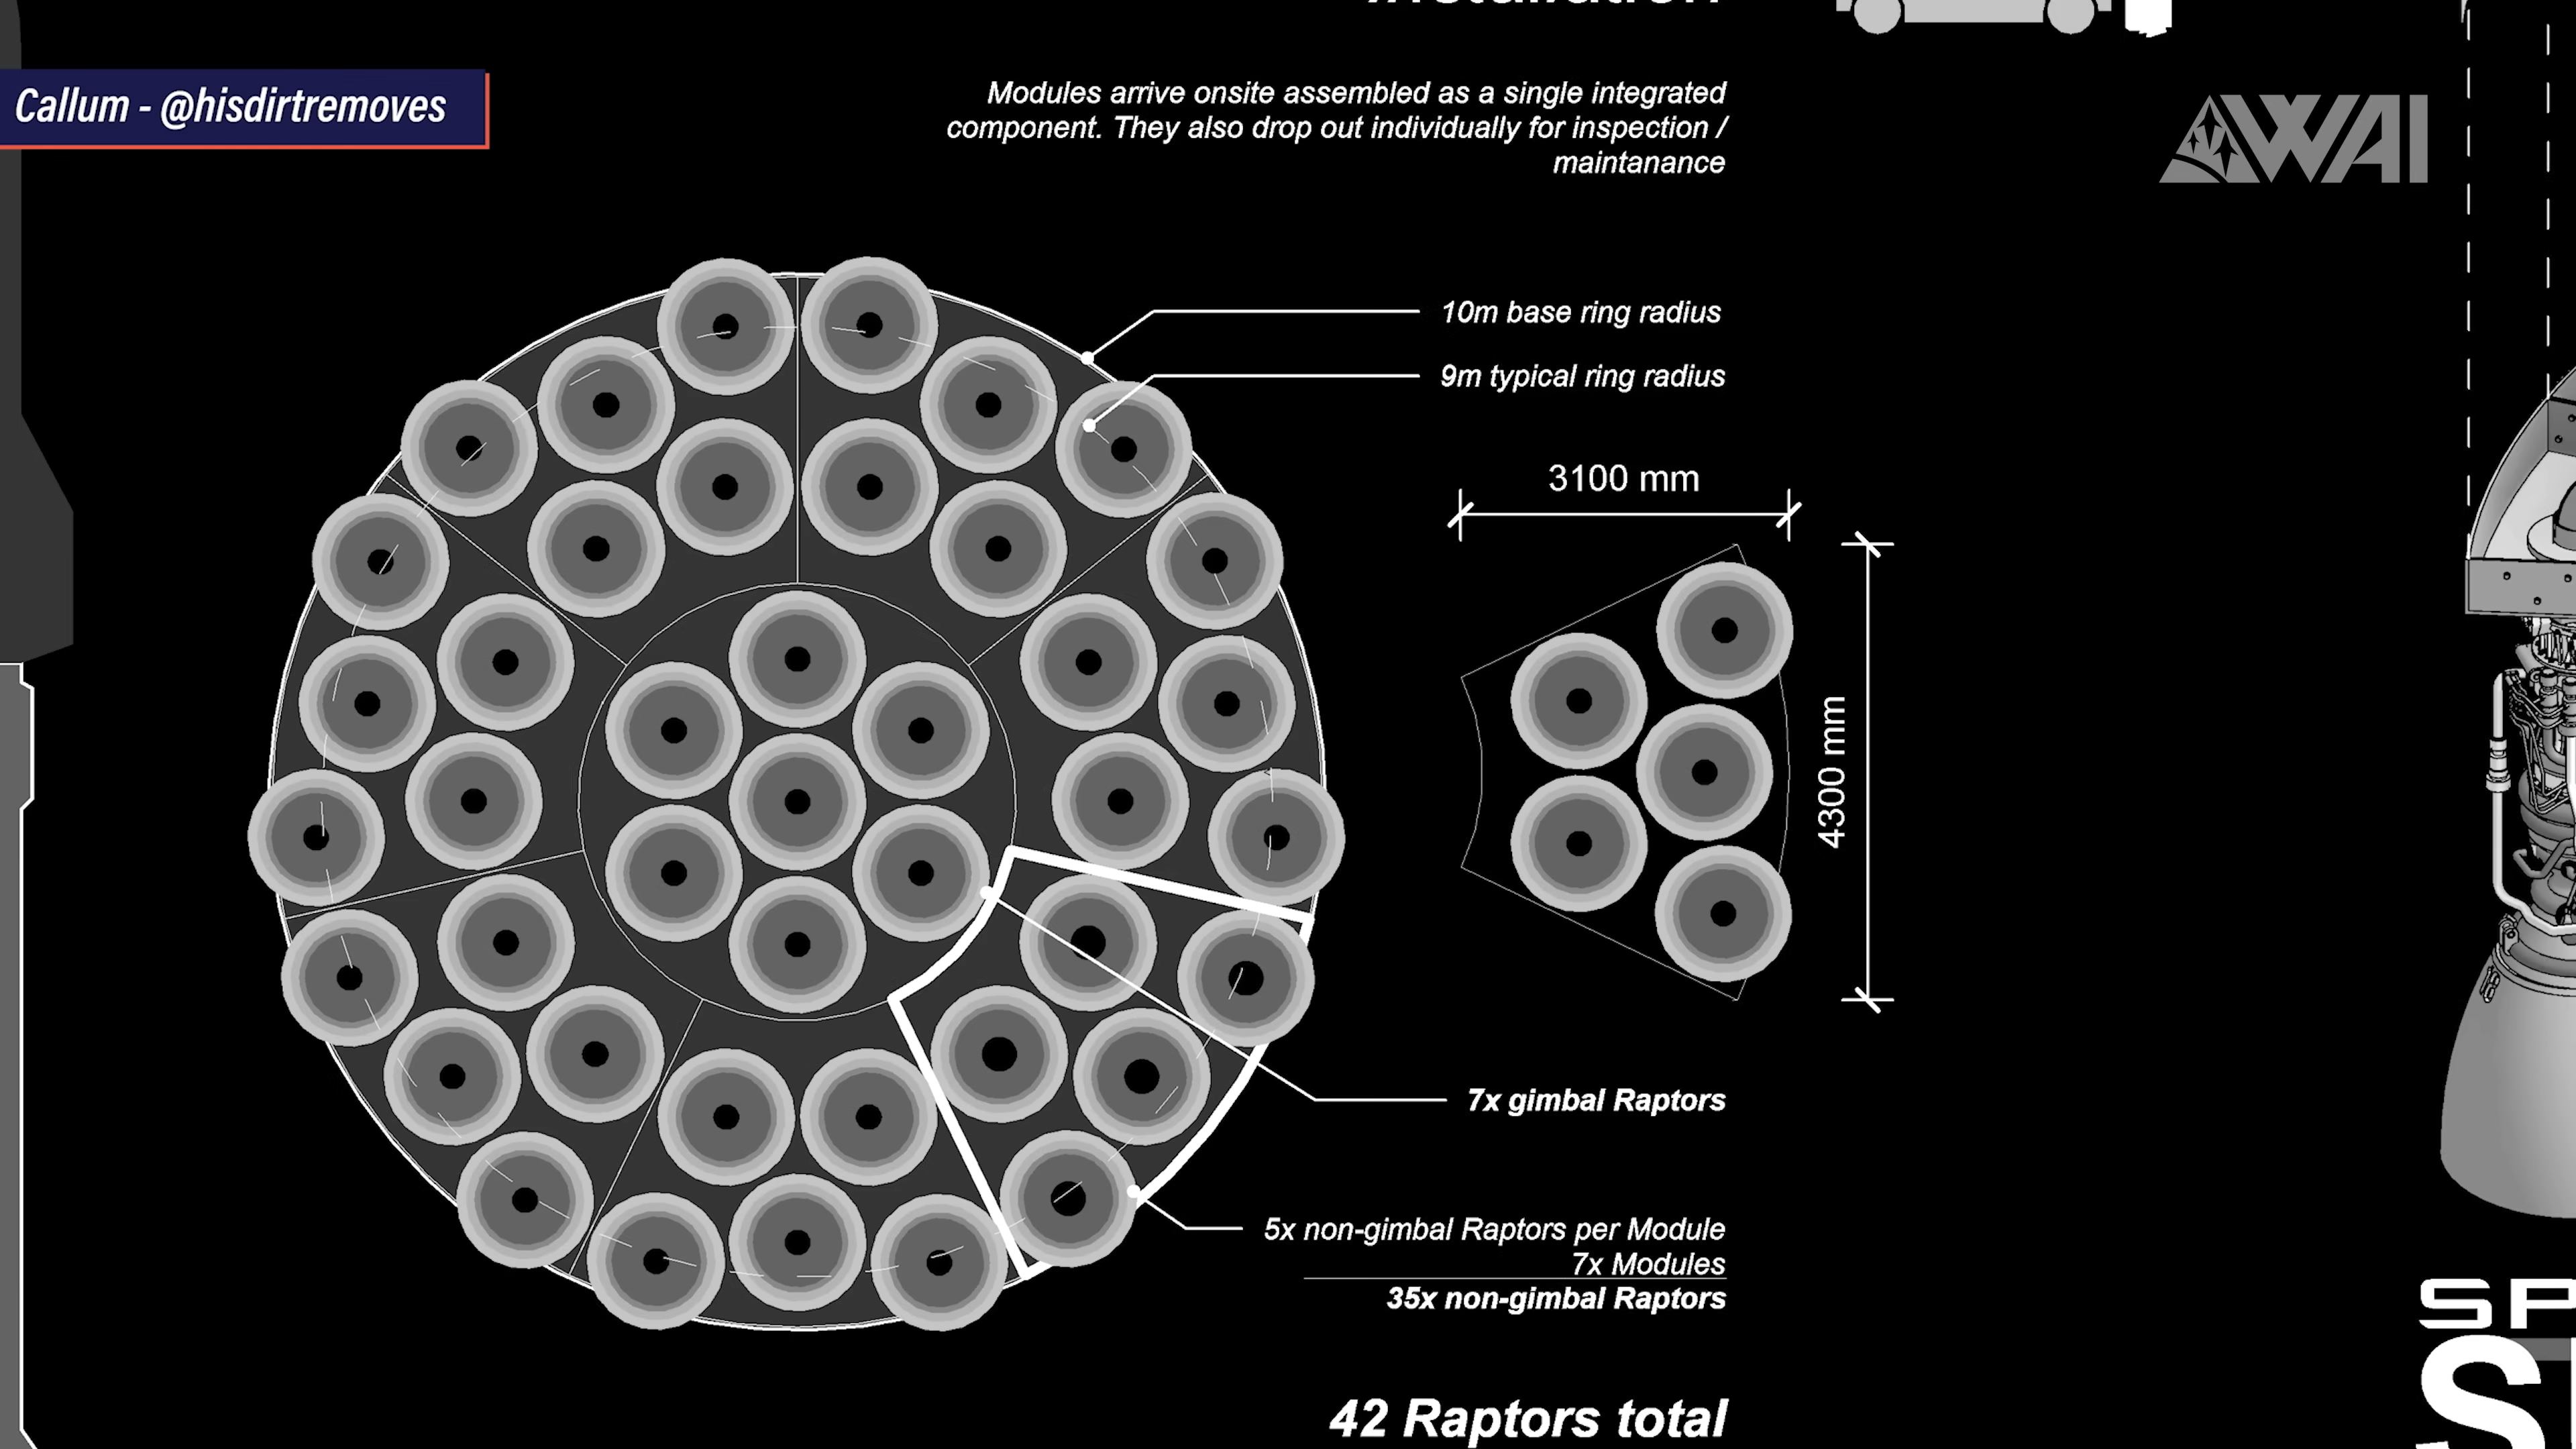 Installation
Callum - @hisdirtremoves
Modules arrive onsite assembled as a single integrated
component. They also drop out individually for inspection /
maintanance
AWAI
10m base ring radius
9m typical ring radius
3100 mm
4300 mm
7x gimbal Raptors
5x non-gimbal Raptors per Module
7x Modules
35x non-gimbal Raptors
42 Raptors total
SP